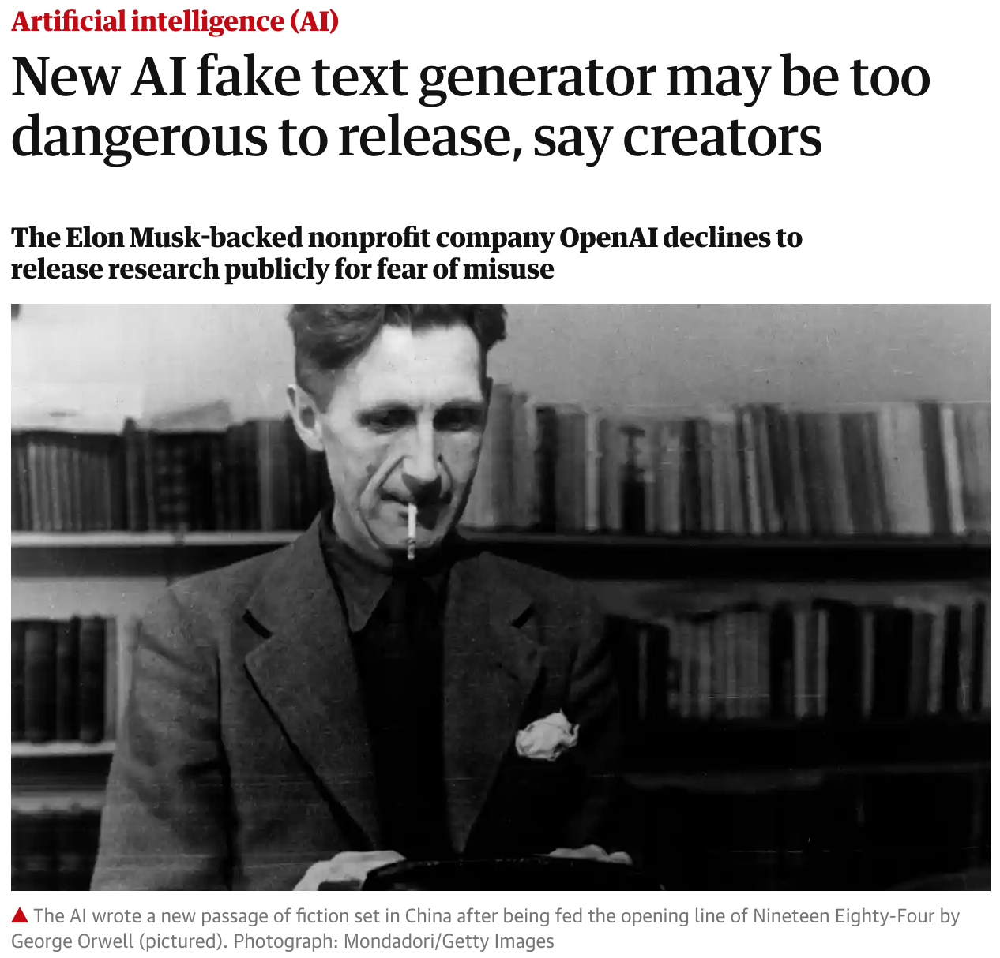 Artificial intelligence (AI)
New AI fake text generator may be too
dangerous to release, say creators
The Elon Musk-backed nonprofit company OpenAI declines to
release research publicly for fear of misuse
The AI wrote a new passage of fiction set in China after being fed the opening line of Nineteen Eighty-Four by
George Orwell (pictured). Photograph: Mondadori/Getty Images